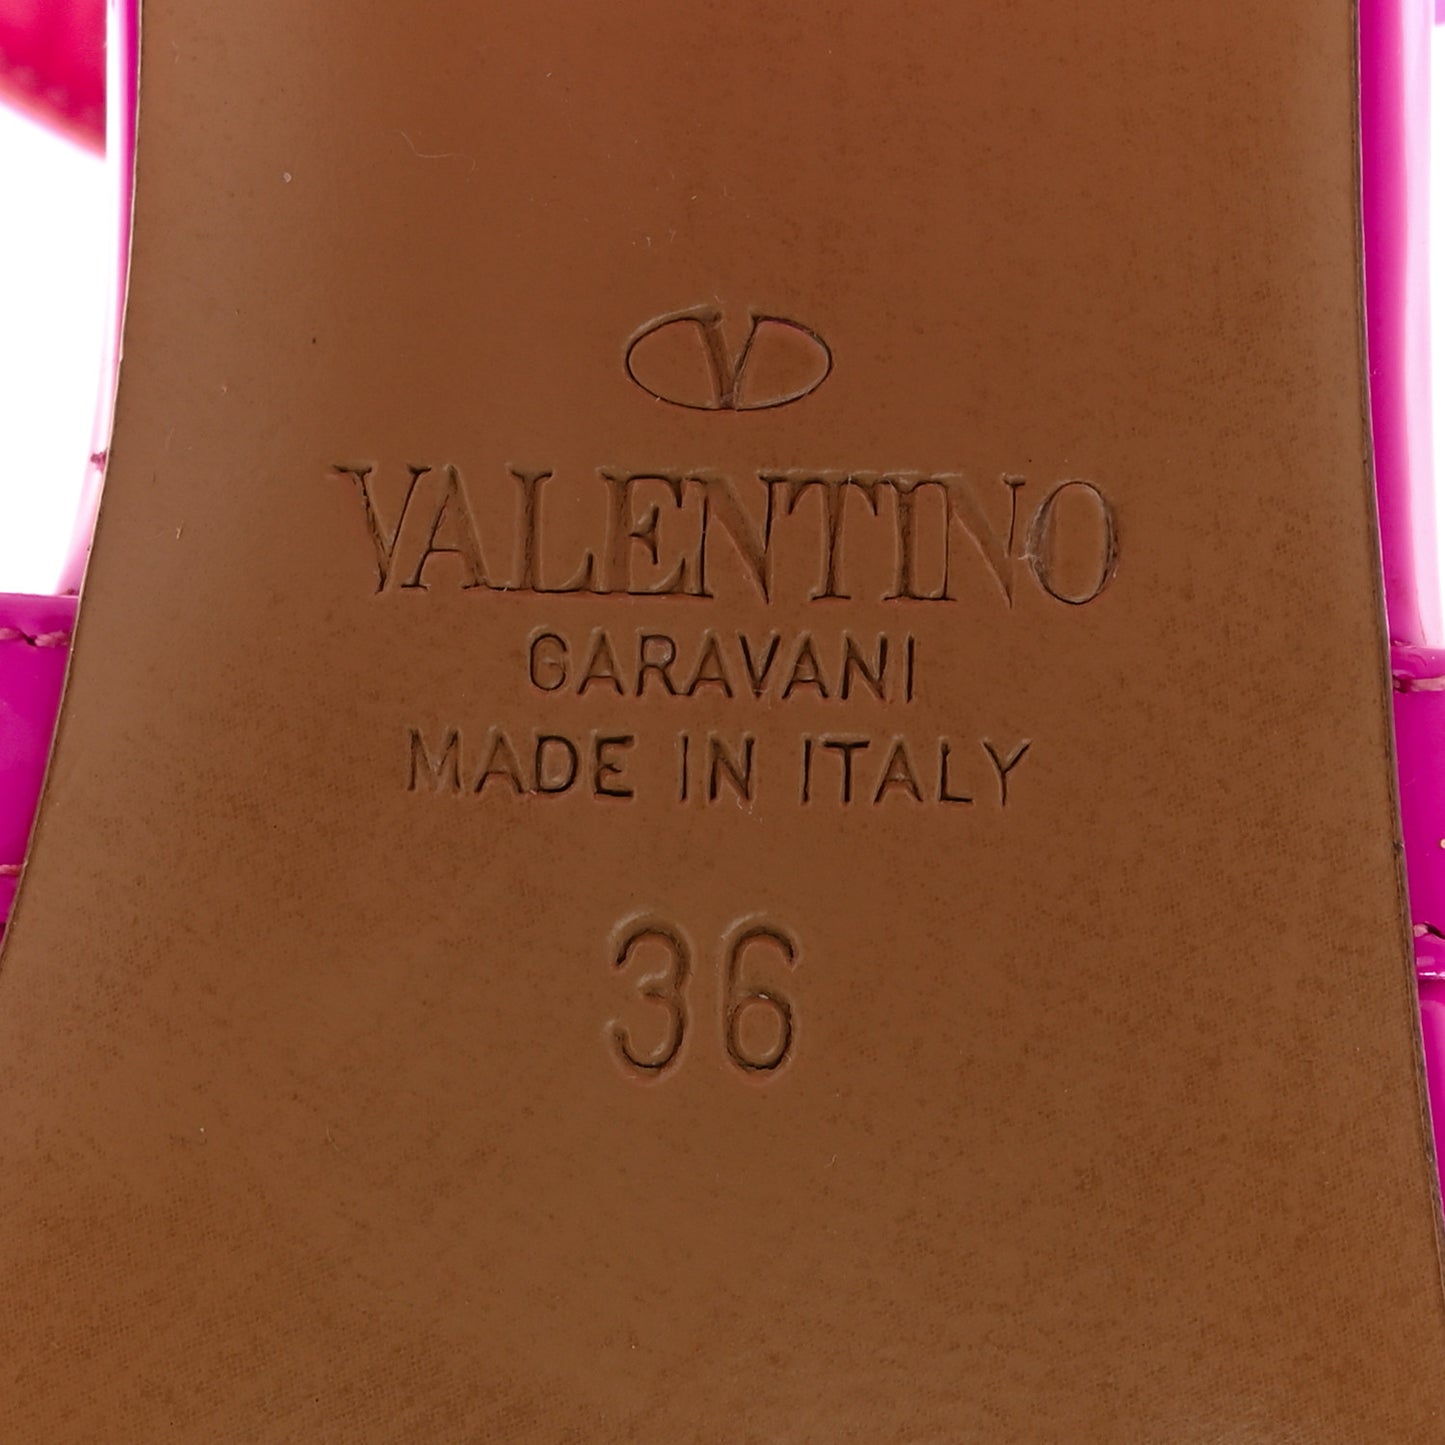 V
VALENTINO
GARAVANI
MADE IN ITALY
36